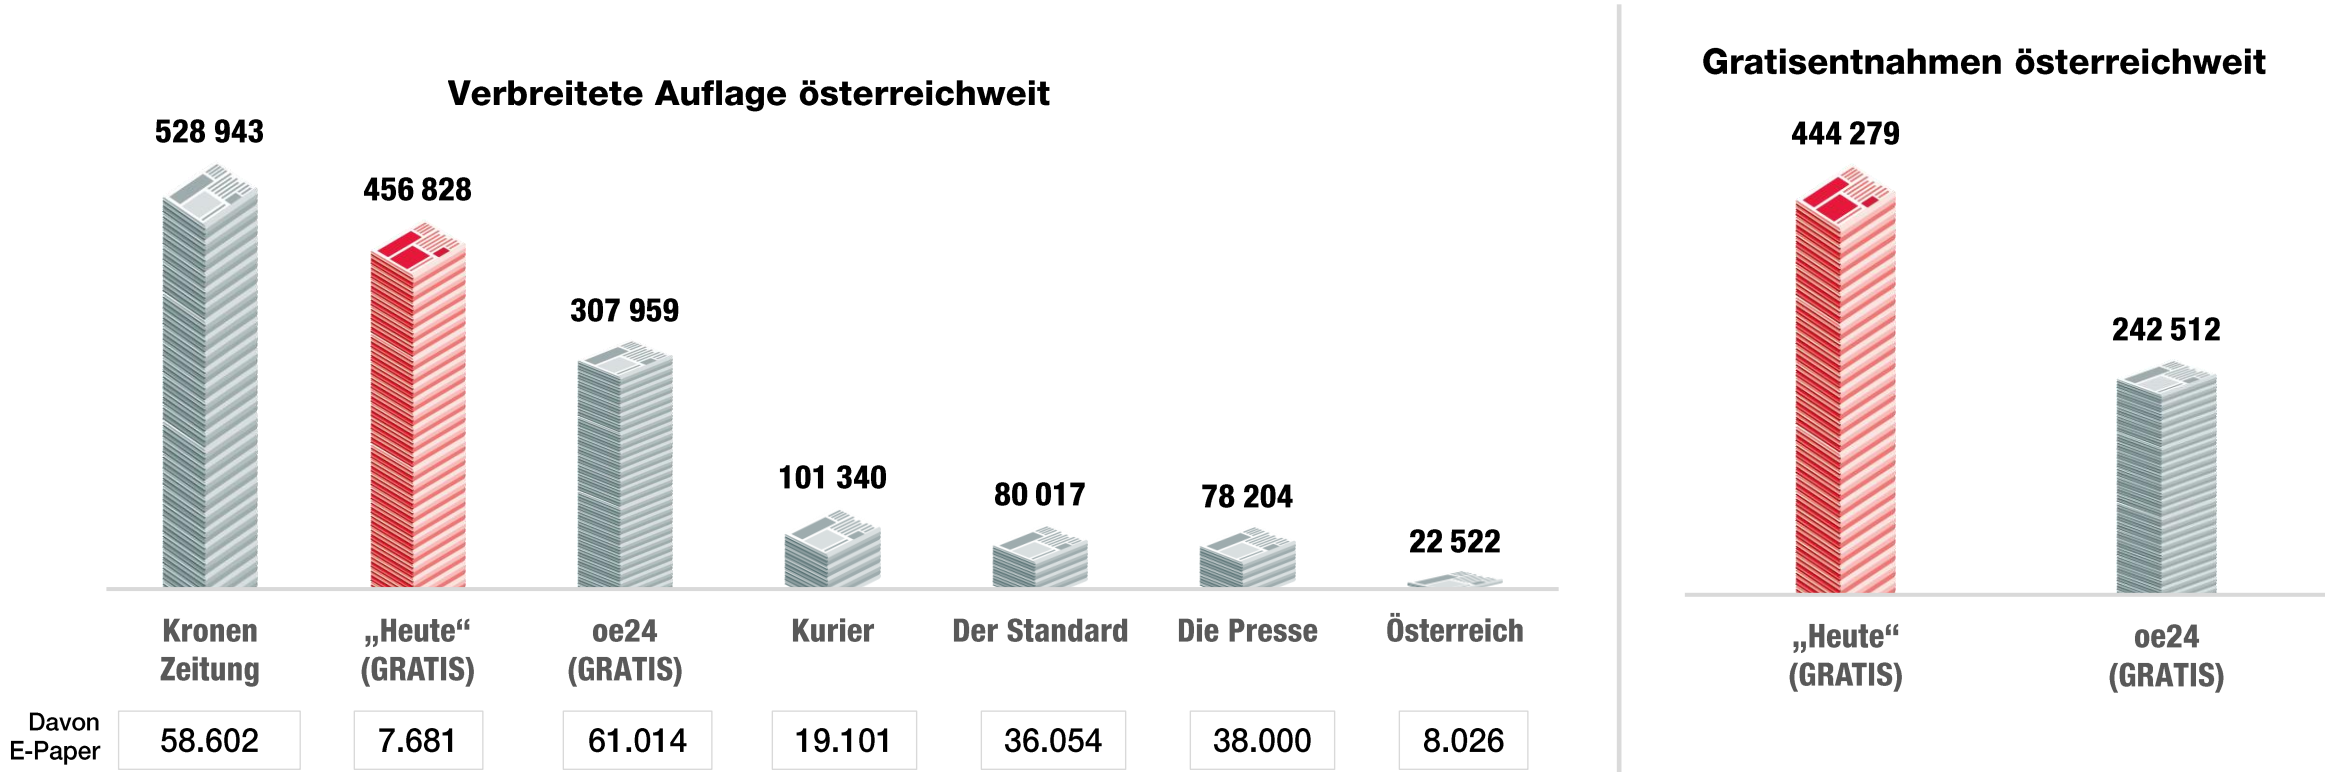 Verbreitete Auflage österreichweit
528 943
456 828
307 959
101 340
80 017
78 204
22 522
Kronen
Zeitung
„Heute“
(GRATIS)
oe24
(GRATIS)
Kurier
Der Standard
Die Presse
Österreich
Davon
E-Paper
58.602
7.681
61.014
19.101
36.054
38.000
8.026
Gratisentnahmen österreichweit
444 279
242 512
„Heute“
(GRATIS)
oe24
(GRATIS)